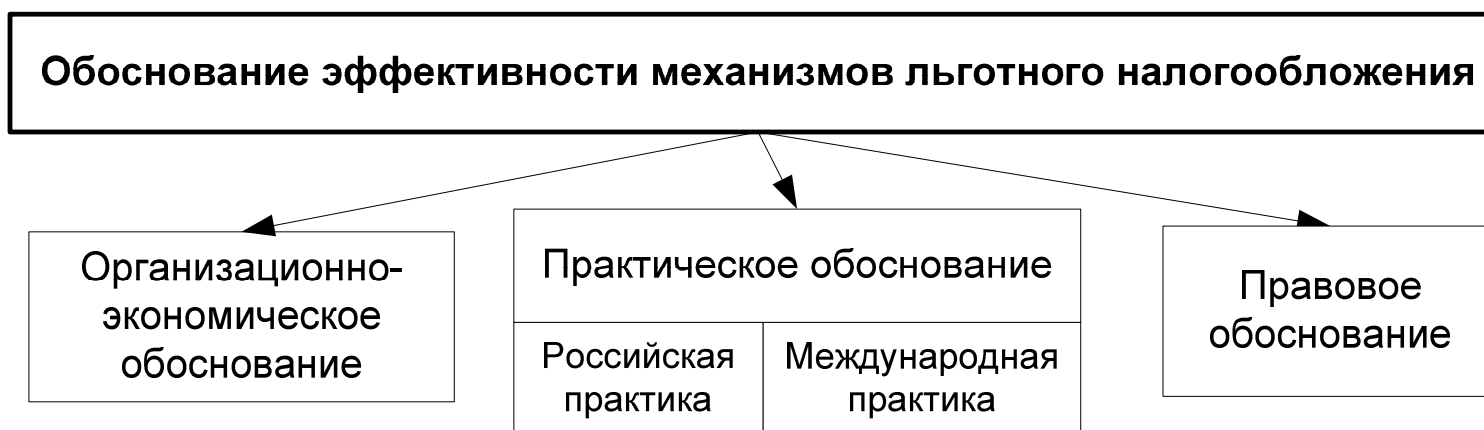 Обоснование эффективности механизмов льготного налогообложения
Организационно-
экономическое
обоснование
Практическое обоснование
Российская
практика
Международная
практика
Правовое
обоснование